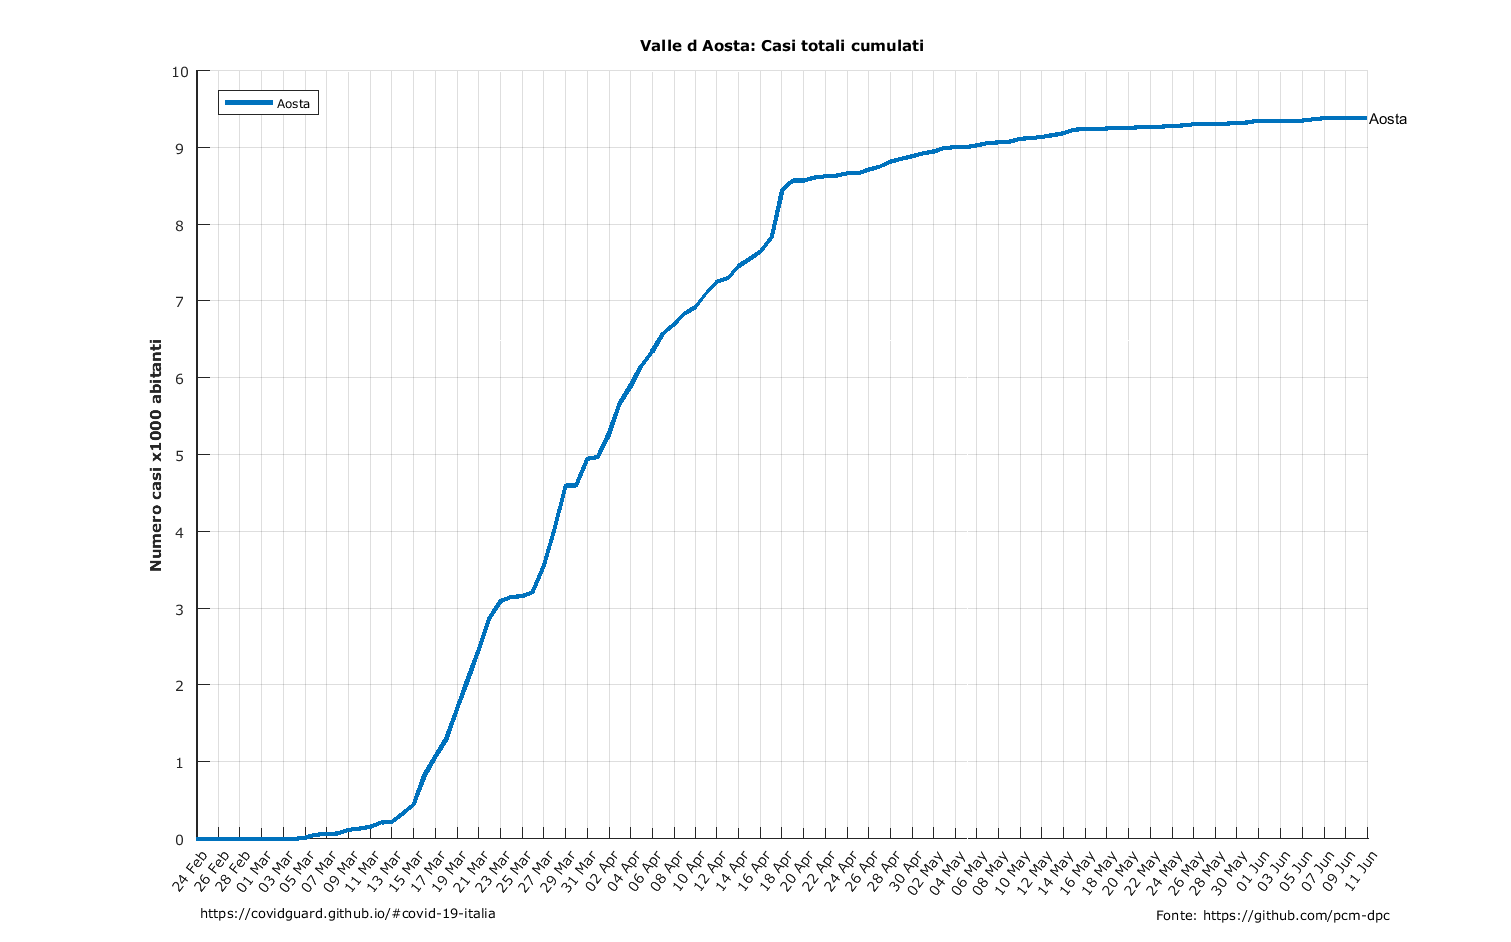 Valle d Aosta: Casi totali cumulati
10
9
8
7
6
5
4
3
2
1
0
Numero casi x1000 abitanti
Aosta
Aosta
24 Feb
26 Feb
28 Feb
01 Mar
03 Mar
05 Mar
07 Mar
09 Mar
11 Mar
13 Mar
15 Mar
17 Mar
19 Mar
21 Mar
23 Mar
25 Mar
27 Mar
29 Mar
31 Mar
02 Apr
04 Apr
06 Apr
08 Apr
10 Apr
12 Apr
14 Apr
16 Apr
18 Apr
20 Apr
22 Apr
24 Apr
26 Apr
28 Apr
30 Apr
02 May
04 May
06 May
08 May
10 May
12 May
14 May
16 May
18 May
20 May
22 May
24 May
26 May
28 May
30 May
01 Jun
03 Jun
05 Jun
07 Jun
09 Jun
11 Jun
https://covidguard.github.io/#covid-19-italia
Fonte: https://github.com/pcm-dpc